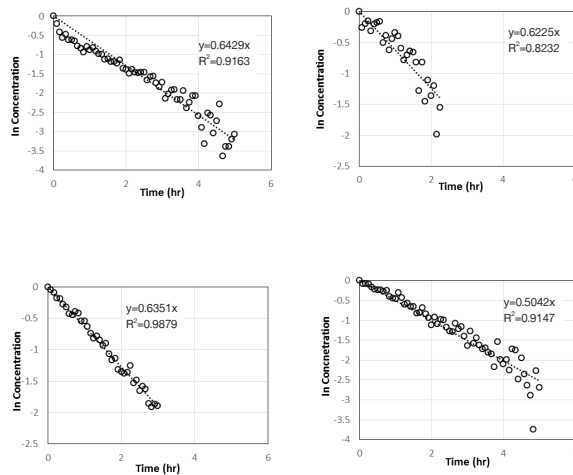 0
-0.5
-1
-1.5
-2
-2.5
-3
-3.5
-4
0 2 4 6
ln Concentration
Time (hr)
y=0.6429x
R²=0.9163
0
-0.5
-1
-1.5
-2
-2.5
0 2 4 6
ln Concentration
Time (hr)
y=0.6225x
R²=0.8232
0
-0.5
-1
-1.5
-2
-2.5
0 2 4 6
ln Concentration
Time (hr)
y=0.6351x
R²=0.9879
0
-0.5
-1
-1.5
-2
-2.5
-3
-3.5
-4
0 2 4
ln Concnetration
Time (hr)
y=0.5042x
R²=0.9147